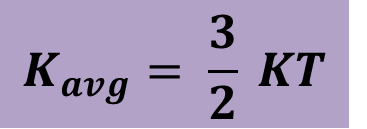 K_avg = 3/2 KT